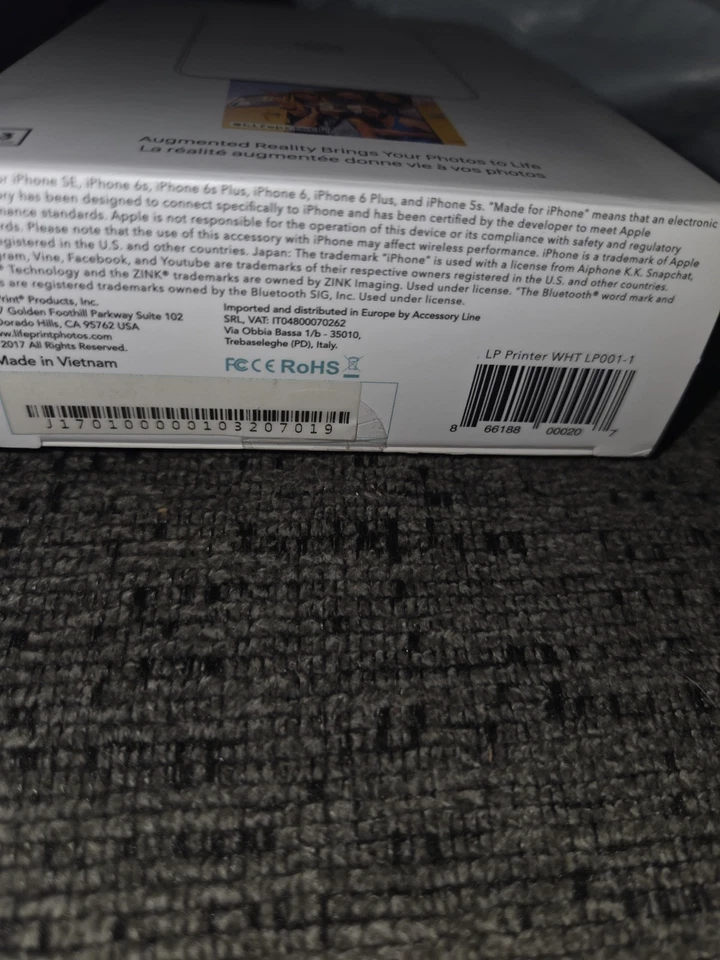 Augmented Reality Brings Your Photos to Life
La réalité augmentée donne vie à vos photos
iPhone SE, iPhone 6s, iPhone 6s Plus, iPhone 6, iPhone 6 Plus, and iPhone 5s. "Made for iPhone" means that an electronic
has been designed to connect specifically to iPhone and has been certified by the developer to meet Apple
standards. Apple is not responsible for the operation of this device or its compliance with safety and regulatory
Please note that the use of this accessory with iPhone may affect wireless performance. iPhone is a trademark of Apple
in the U.S. and other countries. Japan: The trademark "iPhone" is used with a license from Aiphone K.K. Snapchat,
Vine, Facebook, and Youtube are trademarks of their respective owners registered in the U.S. and other countries.
Technology and the ZINK® trademarks are owned by ZINK Imaging. Used under license. "The Bluetooth® word mark and
are registered trademarks owned by the Bluetooth SIG, Inc. Used under license.
Products, Inc.
Golden Foothill Parkway Suite 102
Hills, CA 95762 USA
.lifeprintphotos.com
2017 All Rights Reserved.
Made in Vietnam
Imported and distributed in Europe by Accessory Line
SRL, VAT: IT04800070262
Via Obbia Bassa 1/b - 35010,
Trebaseleghe (PD), Italy.
FC CE RoHS
J170100000103207019
LP Printer WHT LP001-1
8 66188 00020 7